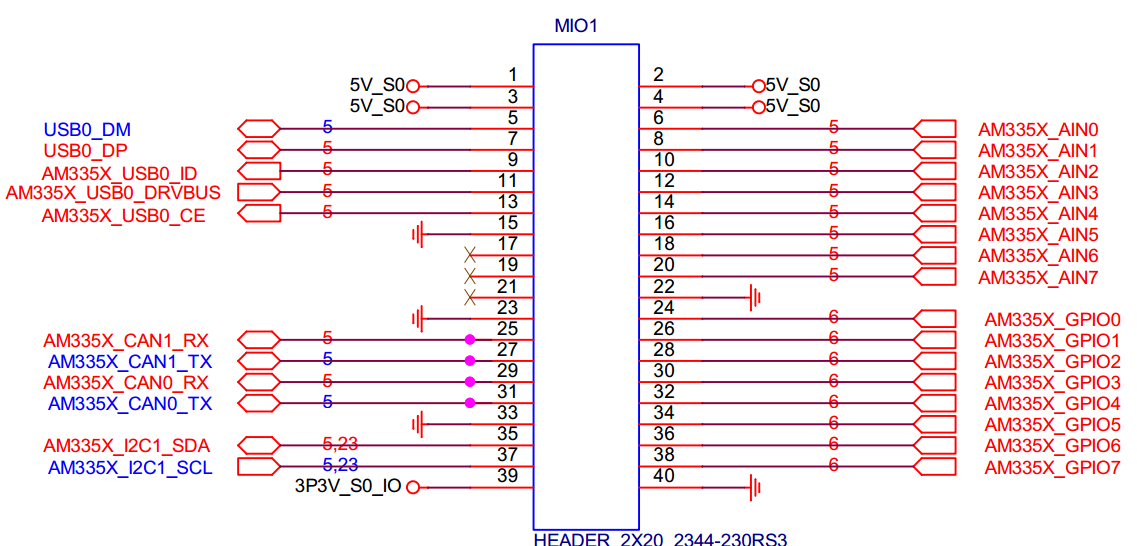 MIO1
5V_S0 1 2 5V_S0
5V_S0 3 4 5V_S0
USB0_DM 5 5 6 5 AM335X_AIN0
USB0_DP 5 7 8 5 AM335X_AIN1
AM335X_USB0_ID 5 9 10 5 AM335X_AIN2
AM335X_USB0_DRVBUS 5 11 12 5 AM335X_AIN3
AM335X_USB0_CE 5 13 14 5 AM335X_AIN4
15 16 5 AM335X_AIN5
17 18 5 AM335X_AIN6
19 20 5 AM335X_AIN7
21 22
23 24 6 AM335X_GPIO0
AM335X_CAN1_RX 5 25 26 6 AM335X_GPIO1
AM335X_CAN1_TX 5 27 28 6 AM335X_GPIO2
AM335X_CAN0_RX 5 29 30 6 AM335X_GPIO3
AM335X_CAN0_TX 5 31 32 6 AM335X_GPIO4
33 34 6 AM335X_GPIO5
AM335X_I2C1_SDA 5,23 35 36 6 AM335X_GPIO6
AM335X_I2C1_SCL 5,23 37 38 6 AM335X_GPIO7
3P3V_S0_IO 39 40
HEADER_2X20_2344-230RS3